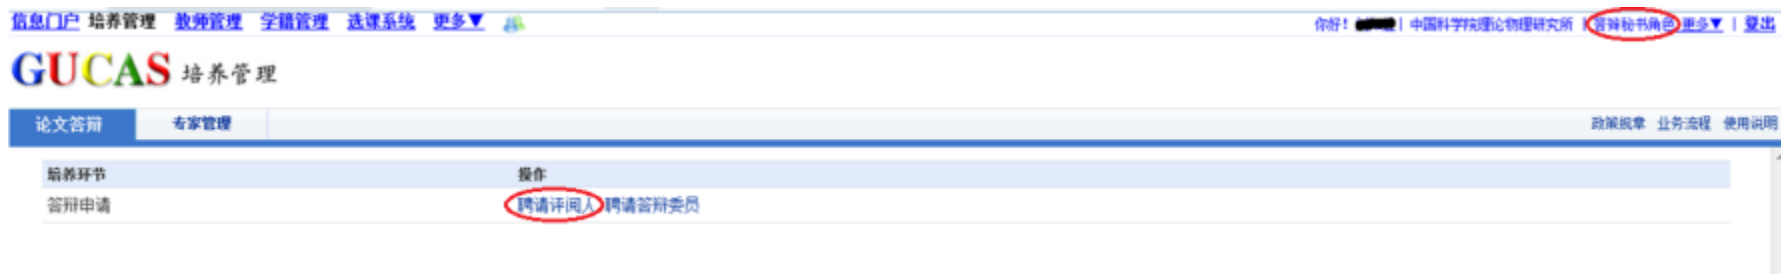 信息门户 培养管理 教师管理 学籍管理 选课系统 更多▼
你好! | 中国科学院理论物理研究所 | 答辩秘书角色 更多▼ | 登出
GUCAS 培养管理
论文答辩 专家管理 政策规章 业务流程 使用说明
培养环节 操作
答辩申请 聘请评阅人 聘请答辩委员